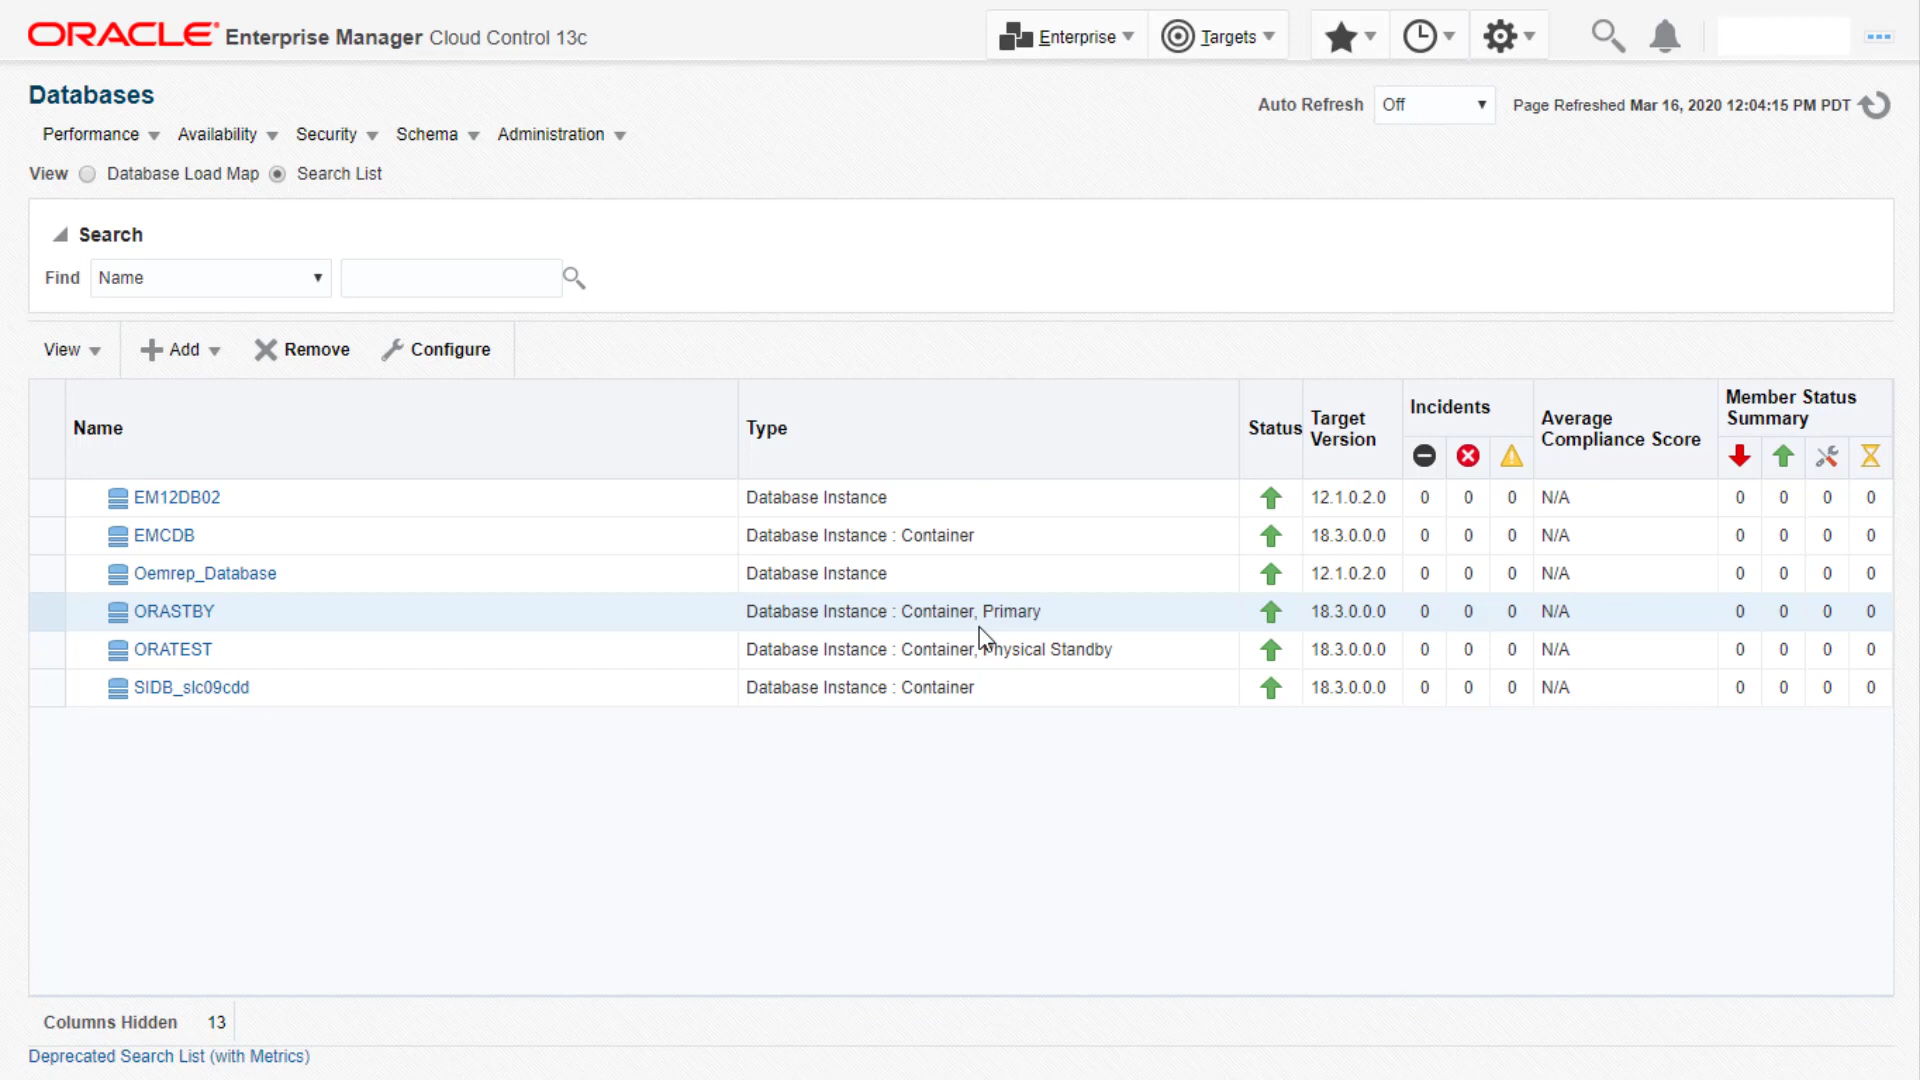 ORACLE Enterprise Manager Cloud Control 13c Enterprise Targets
Databases
Auto Refresh Off Page Refreshed Mar 16, 2020 12:04:15 PM PDT
Performance Availability Security Schema Administration
View Database Load Map Search List
Search
Find Name
View Add Remove Configure
Name Type Status Target Version Incidents Average Compliance Score Member Status Summary
EM12DB02 Database Instance 12.1.0.2.0 0 0 0 N/A 0 0 0 0
EMCDB Database Instance : Container 18.3.0.0.0 0 0 0 N/A 0 0 0 0
Oemrep_Database Database Instance 12.1.0.2.0 0 0 0 N/A 0 0 0 0
ORASTBY Database Instance : Container, Primary 18.3.0.0.0 0 0 0 N/A 0 0 0 0
ORATEST Database Instance : Container, Physical Standby 18.3.0.0.0 0 0 0 N/A 0 0 0 0
SIDB_slc09cdd Database Instance : Container 18.3.0.0.0 0 0 0 N/A 0 0 0 0
Columns Hidden 13
Deprecated Search List (with Metrics)